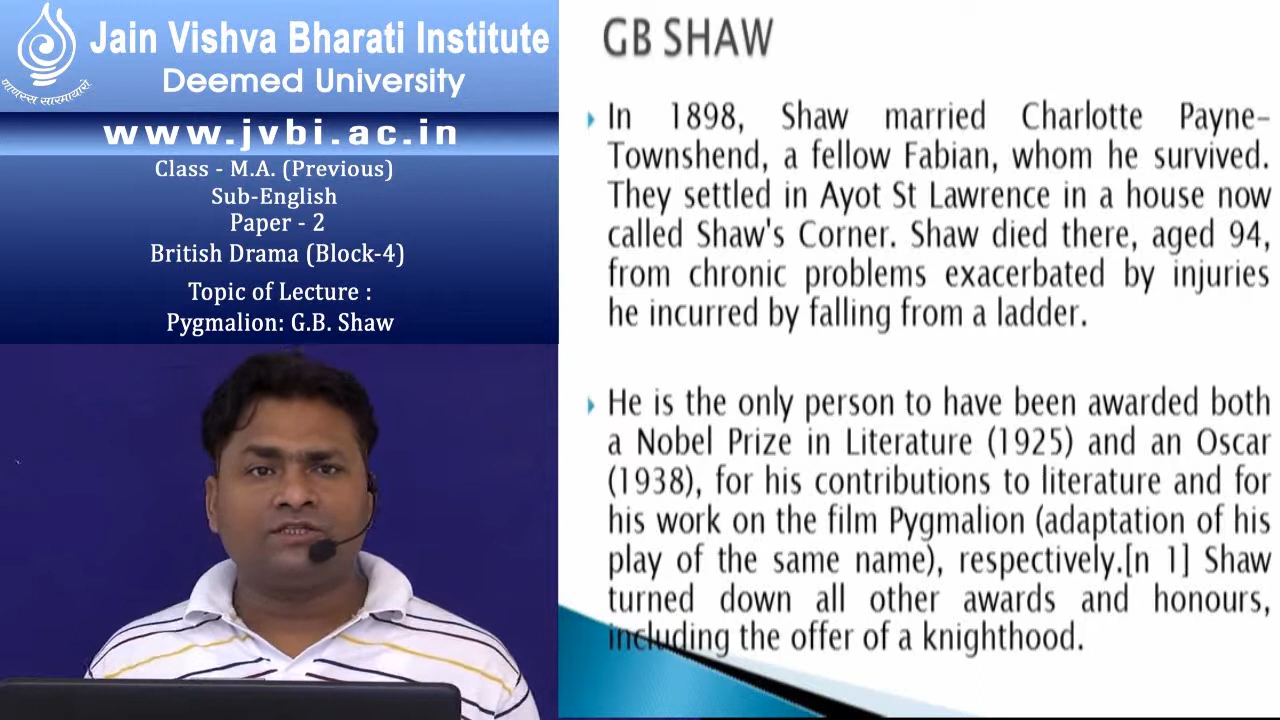 Jain Vishva Bharati Institute
Deemed University
णाणस्स सारमायारो
www.jvbi.ac.in
Class - M.A. (Previous)
Sub-English
Paper - 2
British Drama (Block-4)
Topic of Lecture :
Pygmalion: G.B. Shaw
GB SHAW
In 1898, Shaw married Charlotte Payne-
Townshend, a fellow Fabian, whom he survived.
They settled in Ayot St Lawrence in a house now
called Shaw's Corner. Shaw died there, aged 94,
from chronic problems exacerbated by injuries
he incurred by falling from a ladder.
He is the only person to have been awarded both
a Nobel Prize in Literature (1925) and an Oscar
(1938), for his contributions to literature and for
his work on the film Pygmalion (adaptation of his
play of the same name), respectively.[n 1] Shaw
turned down all other awards and honours,
including the offer of a knighthood.